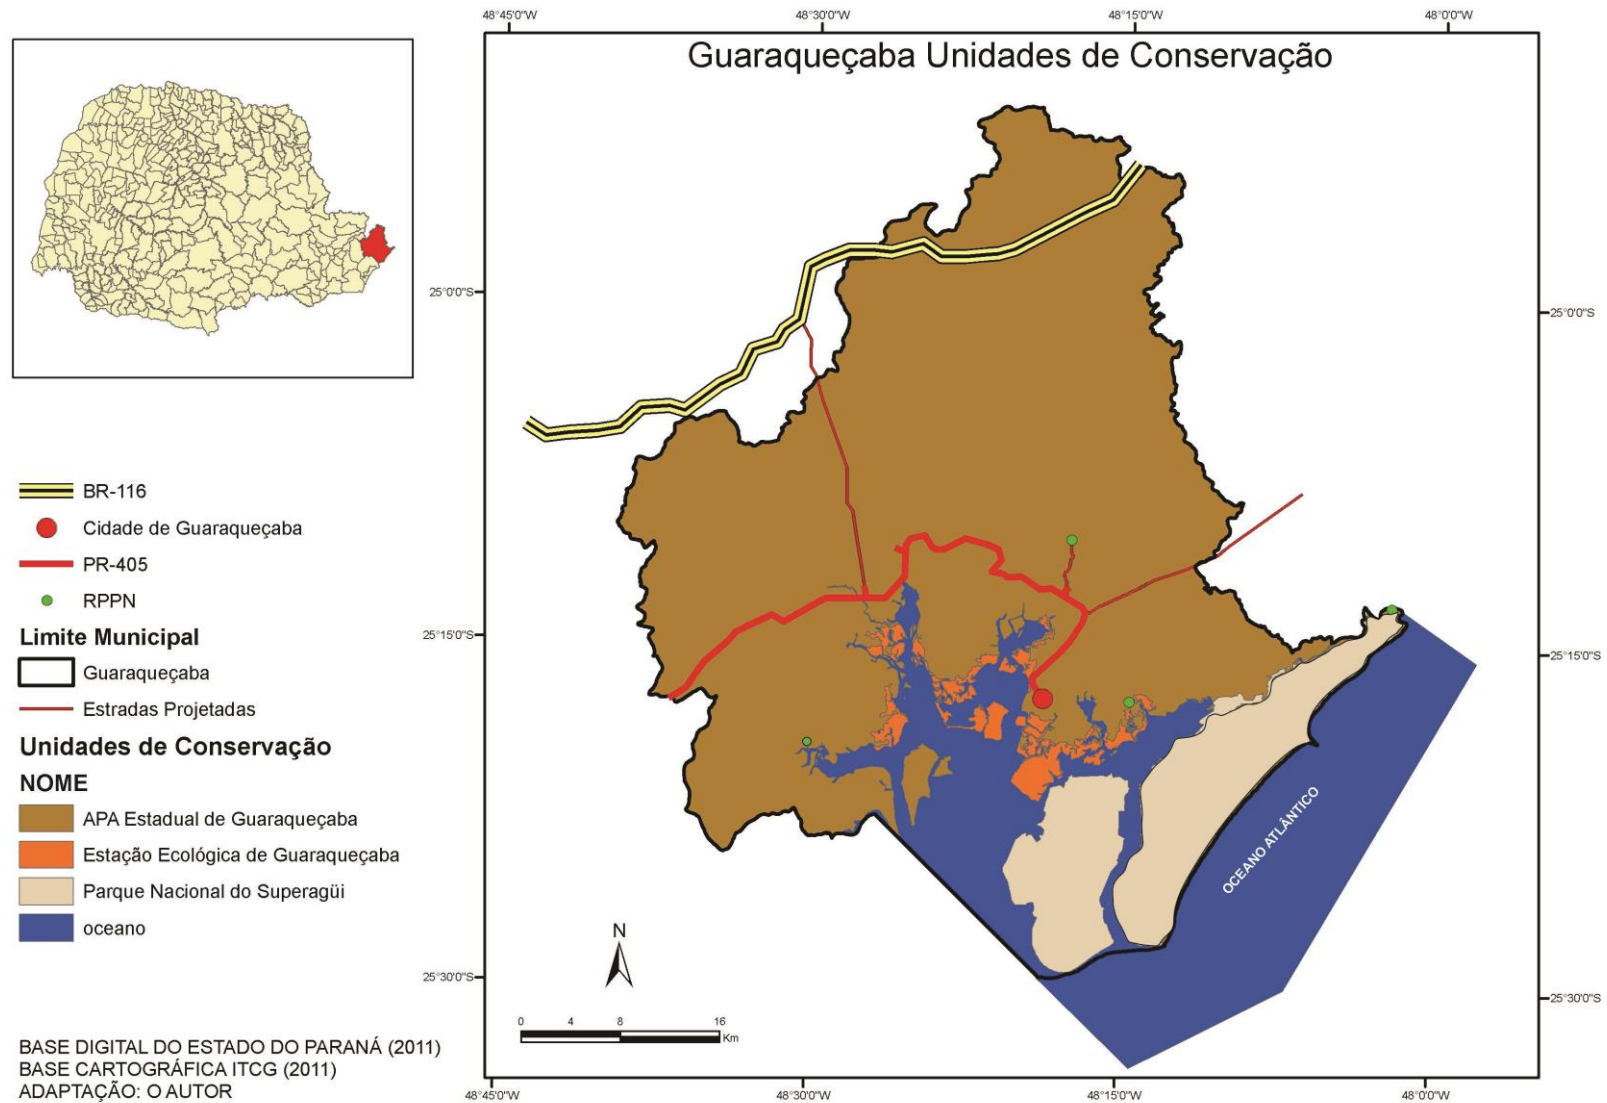 48°45'0"W
48°30'0"W
48°15'0"W
48°0'0"W
Guaraqueçaba Unidades de Conservação
25°0'0"S
25°0'0"S
BR-116
Cidade de Guaraqueçaba
PR-405
RPPN
Limite Municipal
Guaraqueçaba
Estradas Projetadas
Unidades de Conservação
NOME
APA Estadual de Guaraqueçaba
Estação Ecológica de Guaraqueçaba
Parque Nacional do Superagüi
oceano
25°15'0"S
25°15'0"S
OCEANO ATLÂNTICO
N
25°30'0"S
25°30'0"S
0 4 8 16
Km
BASE DIGITAL DO ESTADO DO PARANÁ (2011)
BASE CARTOGRÁFICA ITCG (2011)
ADAPTAÇÃO: O AUTOR
48°45'0"W
48°30'0"W
48°15'0"W
48°0'0"W